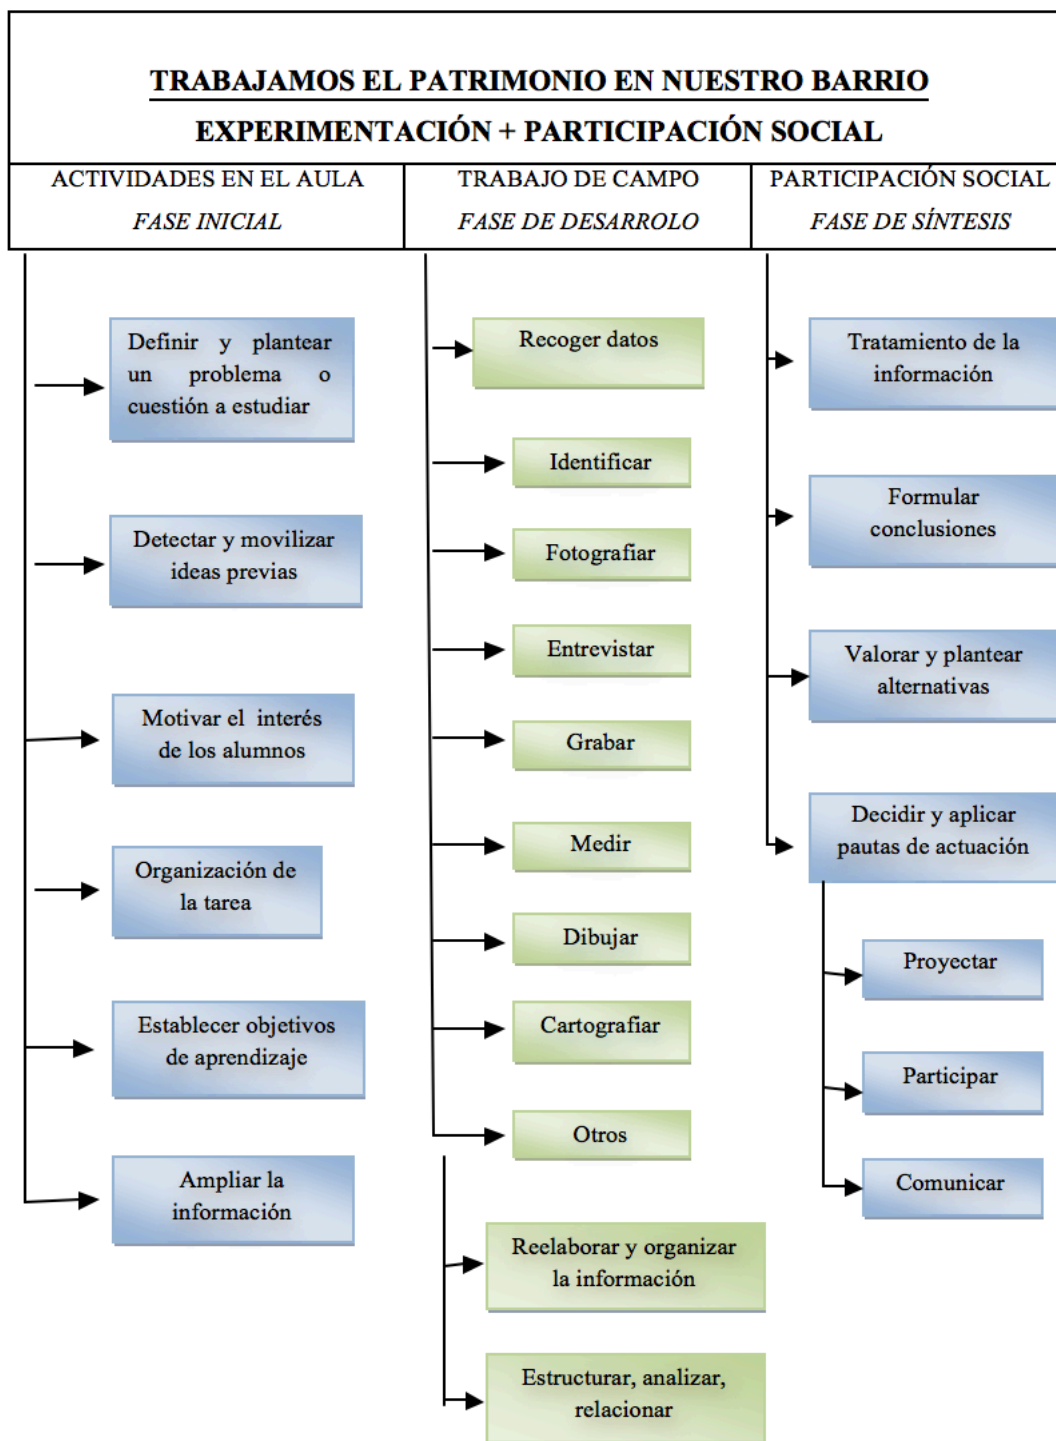 TRABAJAMOS EL PATRIMONIO EN NUESTRO BARRIO
EXPERIMENTACIÓN + PARTICIPACIÓN SOCIAL
ACTIVIDADES EN EL AULA
FASE INICIAL
TRABAJO DE CAMPO
FASE DE DESARROLO
PARTICIPACIÓN SOCIAL
FASE DE SÍNTESIS
Definir y plantear
un problema o
cuestión a estudiar
Detectar y movilizar
ideas previas
Motivar el interés
de los alumnos
Organización de
la tarea
Establecer objetivos
de aprendizaje
Ampliar la
información
Recoger datos
Identificar
Fotografiar
Entrevistar
Grabar
Medir
Dibujar
Cartografiar
Otros
Reelaborar y organizar
la información
Estructurar, analizar,
relacionar
Tratamiento de la
información
Formular
conclusiones
Valorar y plantear
alternativas
Decidir y aplicar
pautas de actuación
Proyectar
Participar
Comunicar